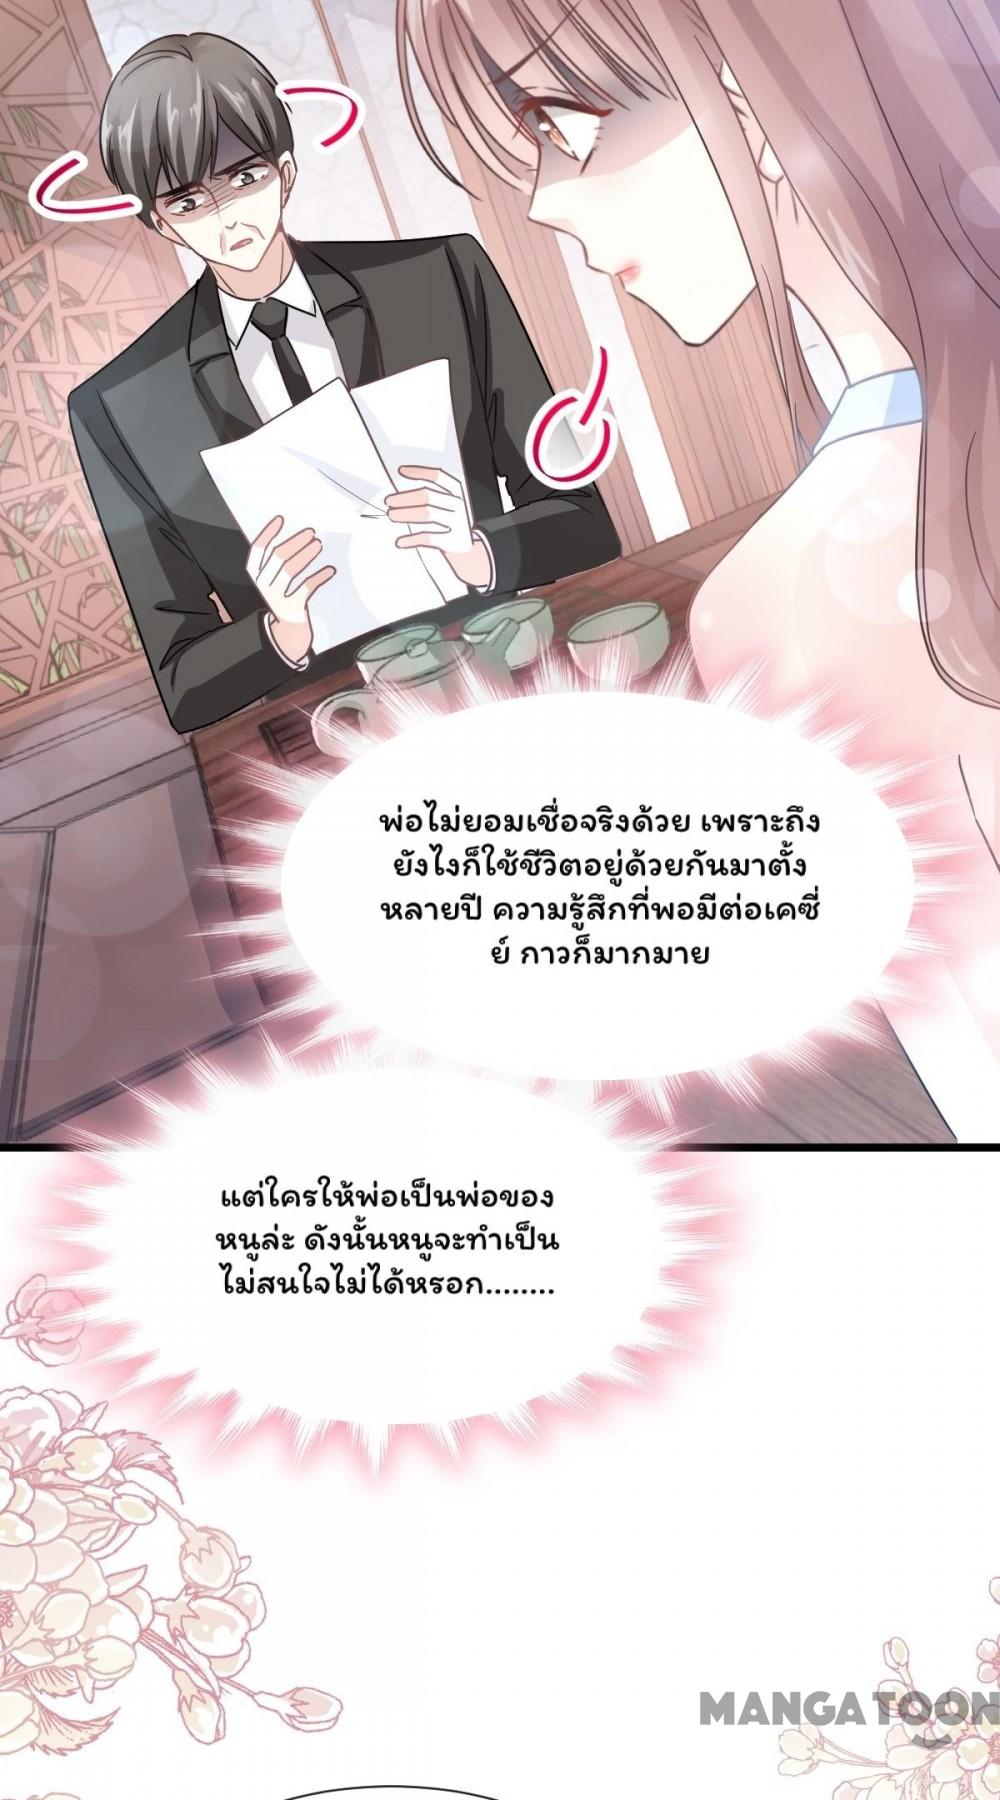 พ่อไม่ยอมเชื่อจริงด้วย เพราะถึง
ยังไงก็ใช้ชีวิตอยู่ด้วยกันมาตั้ง
หลายปี ความรู้สึกที่พอมีต่อเคซี่
ย์ กาวก็มากมาย
แต่ใครให้พ่อเป็นพ่อของ
หนูล่ะ ดังนั้นหนูจะทำเป็น
ไม่สนใจไม่ได้หรอก........
MANGATOON